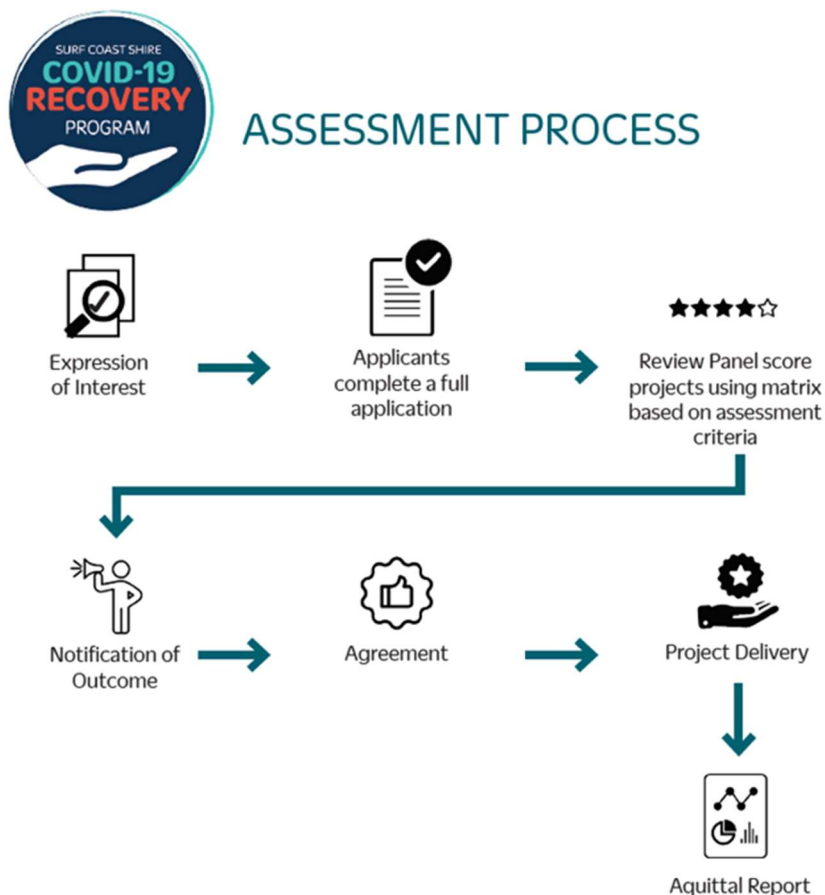 SURF COAST SHIRE
COVID-19
RECOVERY
PROGRAM
ASSESSMENT PROCESS
Expression
of Interest
Applicants
complete a full
application
Review Panel score
projects using matrix
based on assessment
criteria
Notification of
Outcome
Agreement
Project Delivery
Aquittal Report